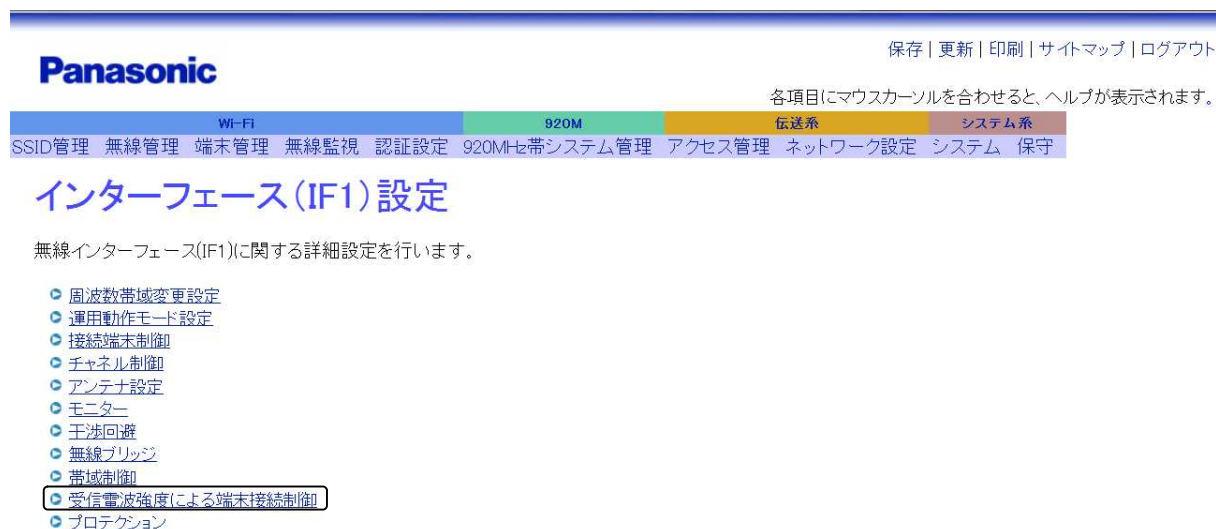 保存 | 更新 | 印刷 | サイトマップ | ログアウト
Panasonic
各項目にマウスカーソルを合わせると、ヘルプが表示されます。
Wi-Fi 920M 伝送系 システム系
SSID管理 無線管理 端末管理 無線監視 認証設定 920MHz帯システム管理 アクセス管理 ネットワーク設定 システム 保守
インターフェース(IF1)設定
無線インターフェース(IF1)に関する詳細設定を行います。
周波数帯域変更設定
運用動作モード設定
接続端末制御
チャネル制御
アンテナ設定
モニター
干渉回避
無線ブリッジ
帯域制御
受信電波強度による端末接続制御
プロテクション